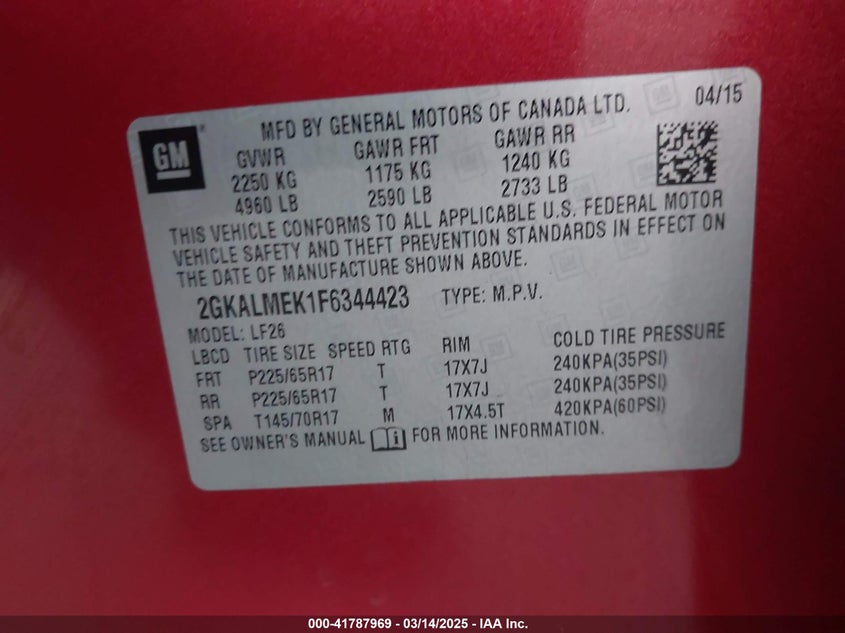 GM
MFD BY GENERAL MOTORS OF CANADA LTD. 04/15
GVWR GAWR FRT GAWR RR
2250 KG 1175 KG 1240 KG
4960 LB 2590 LB 2733 LB
THIS VEHICLE CONFORMS TO ALL APPLICABLE U.S. FEDERAL MOTOR
VEHICLE SAFETY AND THEFT PREVENTION STANDARDS IN EFFECT ON
THE DATE OF MANUFACTURE SHOWN ABOVE.
2GKALMEK1F6344423 TYPE: M.P.V.
MODEL: LF26
LBCD TIRE SIZE SPEED RTG RIM COLD TIRE PRESSURE
FRT P225/65R17 T 17X7J 240KPA(35PSI)
RR P225/65R17 T 17X7J 240KPA(35PSI)
SPA T145/70R17 M 17X4.5T 420KPA(60PSI)
SEE OWNER'S MANUAL i FOR MORE INFORMATION.
000-41787969 — 03/14/2025 — IAA Inc.